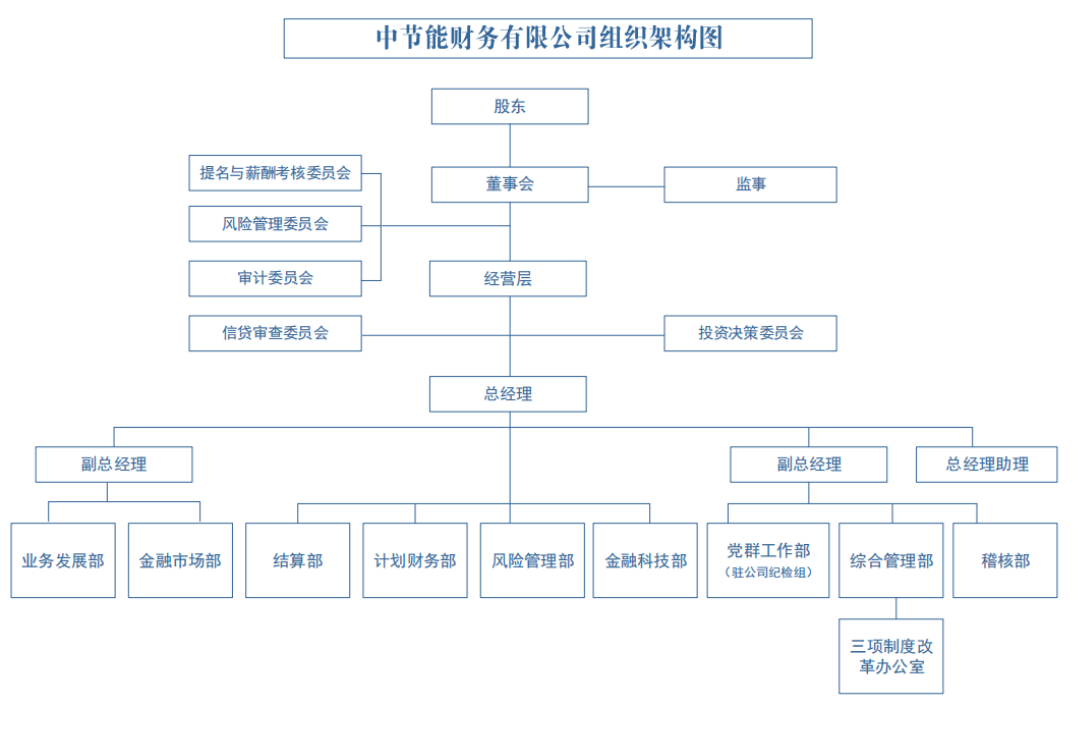 中节能财务有限公司组织架构图
股东
提名与薪酬考核委员会
董事会
监事
风险管理委员会
审计委员会
经营层
信贷审查委员会
投资决策委员会
总经理
副总经理
副总经理
总经理助理
业务发展部
金融市场部
结算部
计划财务部
风险管理部
金融科技部
党群工作部
（驻公司纪检组）
综合管理部
稽核部
三项制度改
革办公室